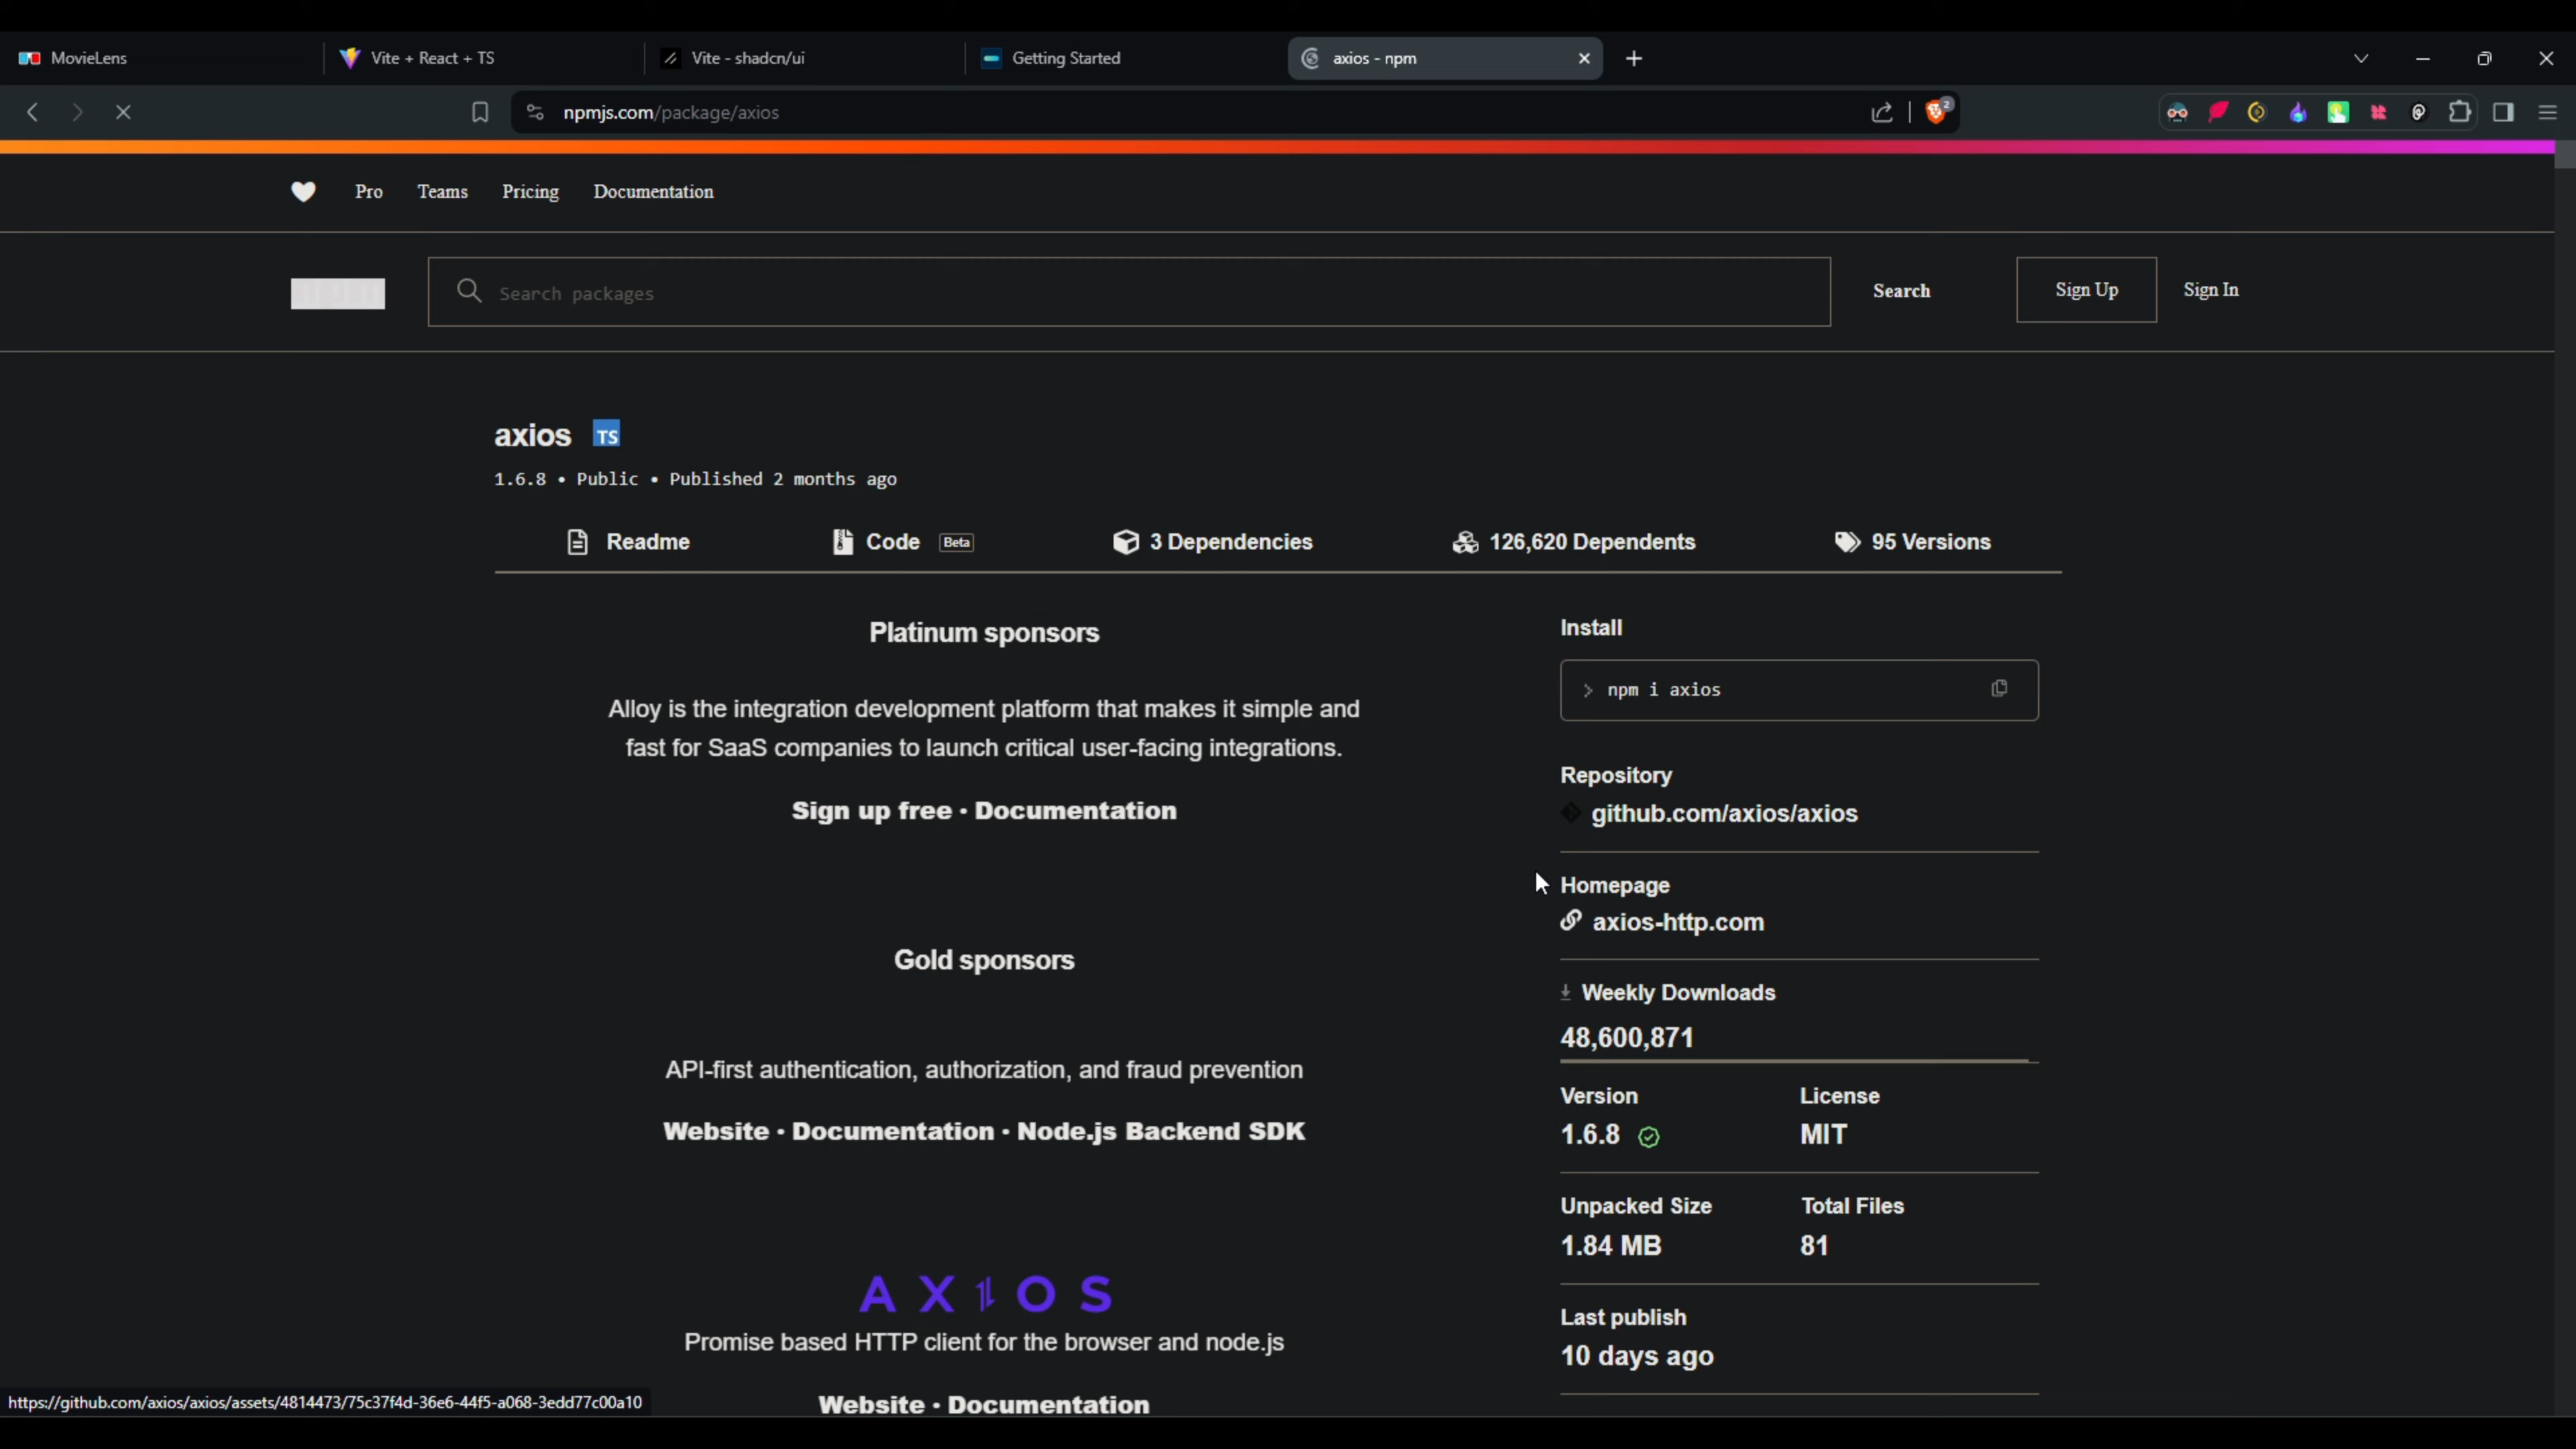 MovieLens
Vite + React + TS
Vite - shadcn/ui
Getting Started
axios - npm
npmjs.com/package/axios
2
Pro
Teams
Pricing
Documentation
Search packages
Search
Sign Up
Sign In
axios TS
1.6.8 • Public • Published 2 months ago
Readme
Code Beta
3 Dependencies
126,620 Dependents
95 Versions
Platinum sponsors
Alloy is the integration development platform that makes it simple and
fast for SaaS companies to launch critical user-facing integrations.
Sign up free • Documentation
Gold sponsors
API-first authentication, authorization, and fraud prevention
Website • Documentation • Node.js Backend SDK
AXIOS
Promise based HTTP client for the browser and node.js
Website • Documentation
Install
> npm i axios
Repository
github.com/axios/axios
Homepage
axios-http.com
Weekly Downloads
48,600,871
Version
1.6.8
License
MIT
Unpacked Size
1.84 MB
Total Files
81
Last publish
10 days ago
https://github.com/axios/axios/assets/4814473/75c37f4d-36e6-44f5-a068-3edd77c00a10